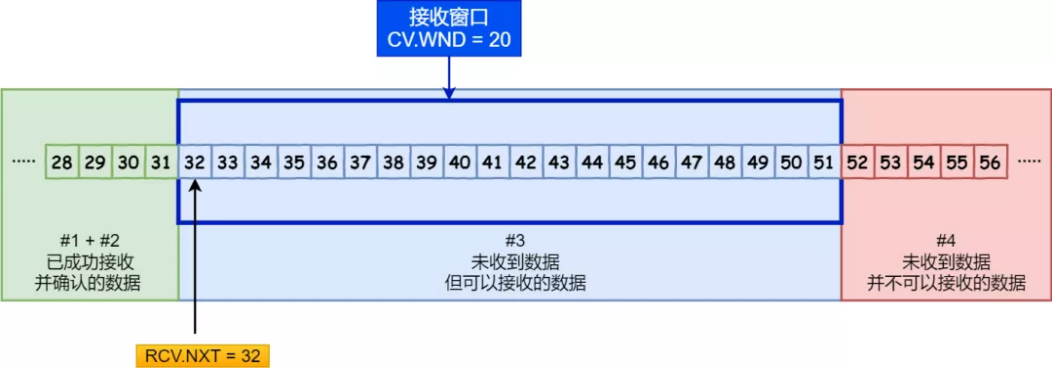 接收窗口
CV.WND = 20
····· 28 29 30 31 32 33 34 35 36 37 38 39 40 41 42 43 44 45 46 47 48 49 50 51 52 53 54 55 56 ·····
#1 + #2
已成功接收
并确认的数据
#3
未收到数据
但可以接收的数据
#4
未收到数据
并不可以接收的数据
RCV.NXT = 32